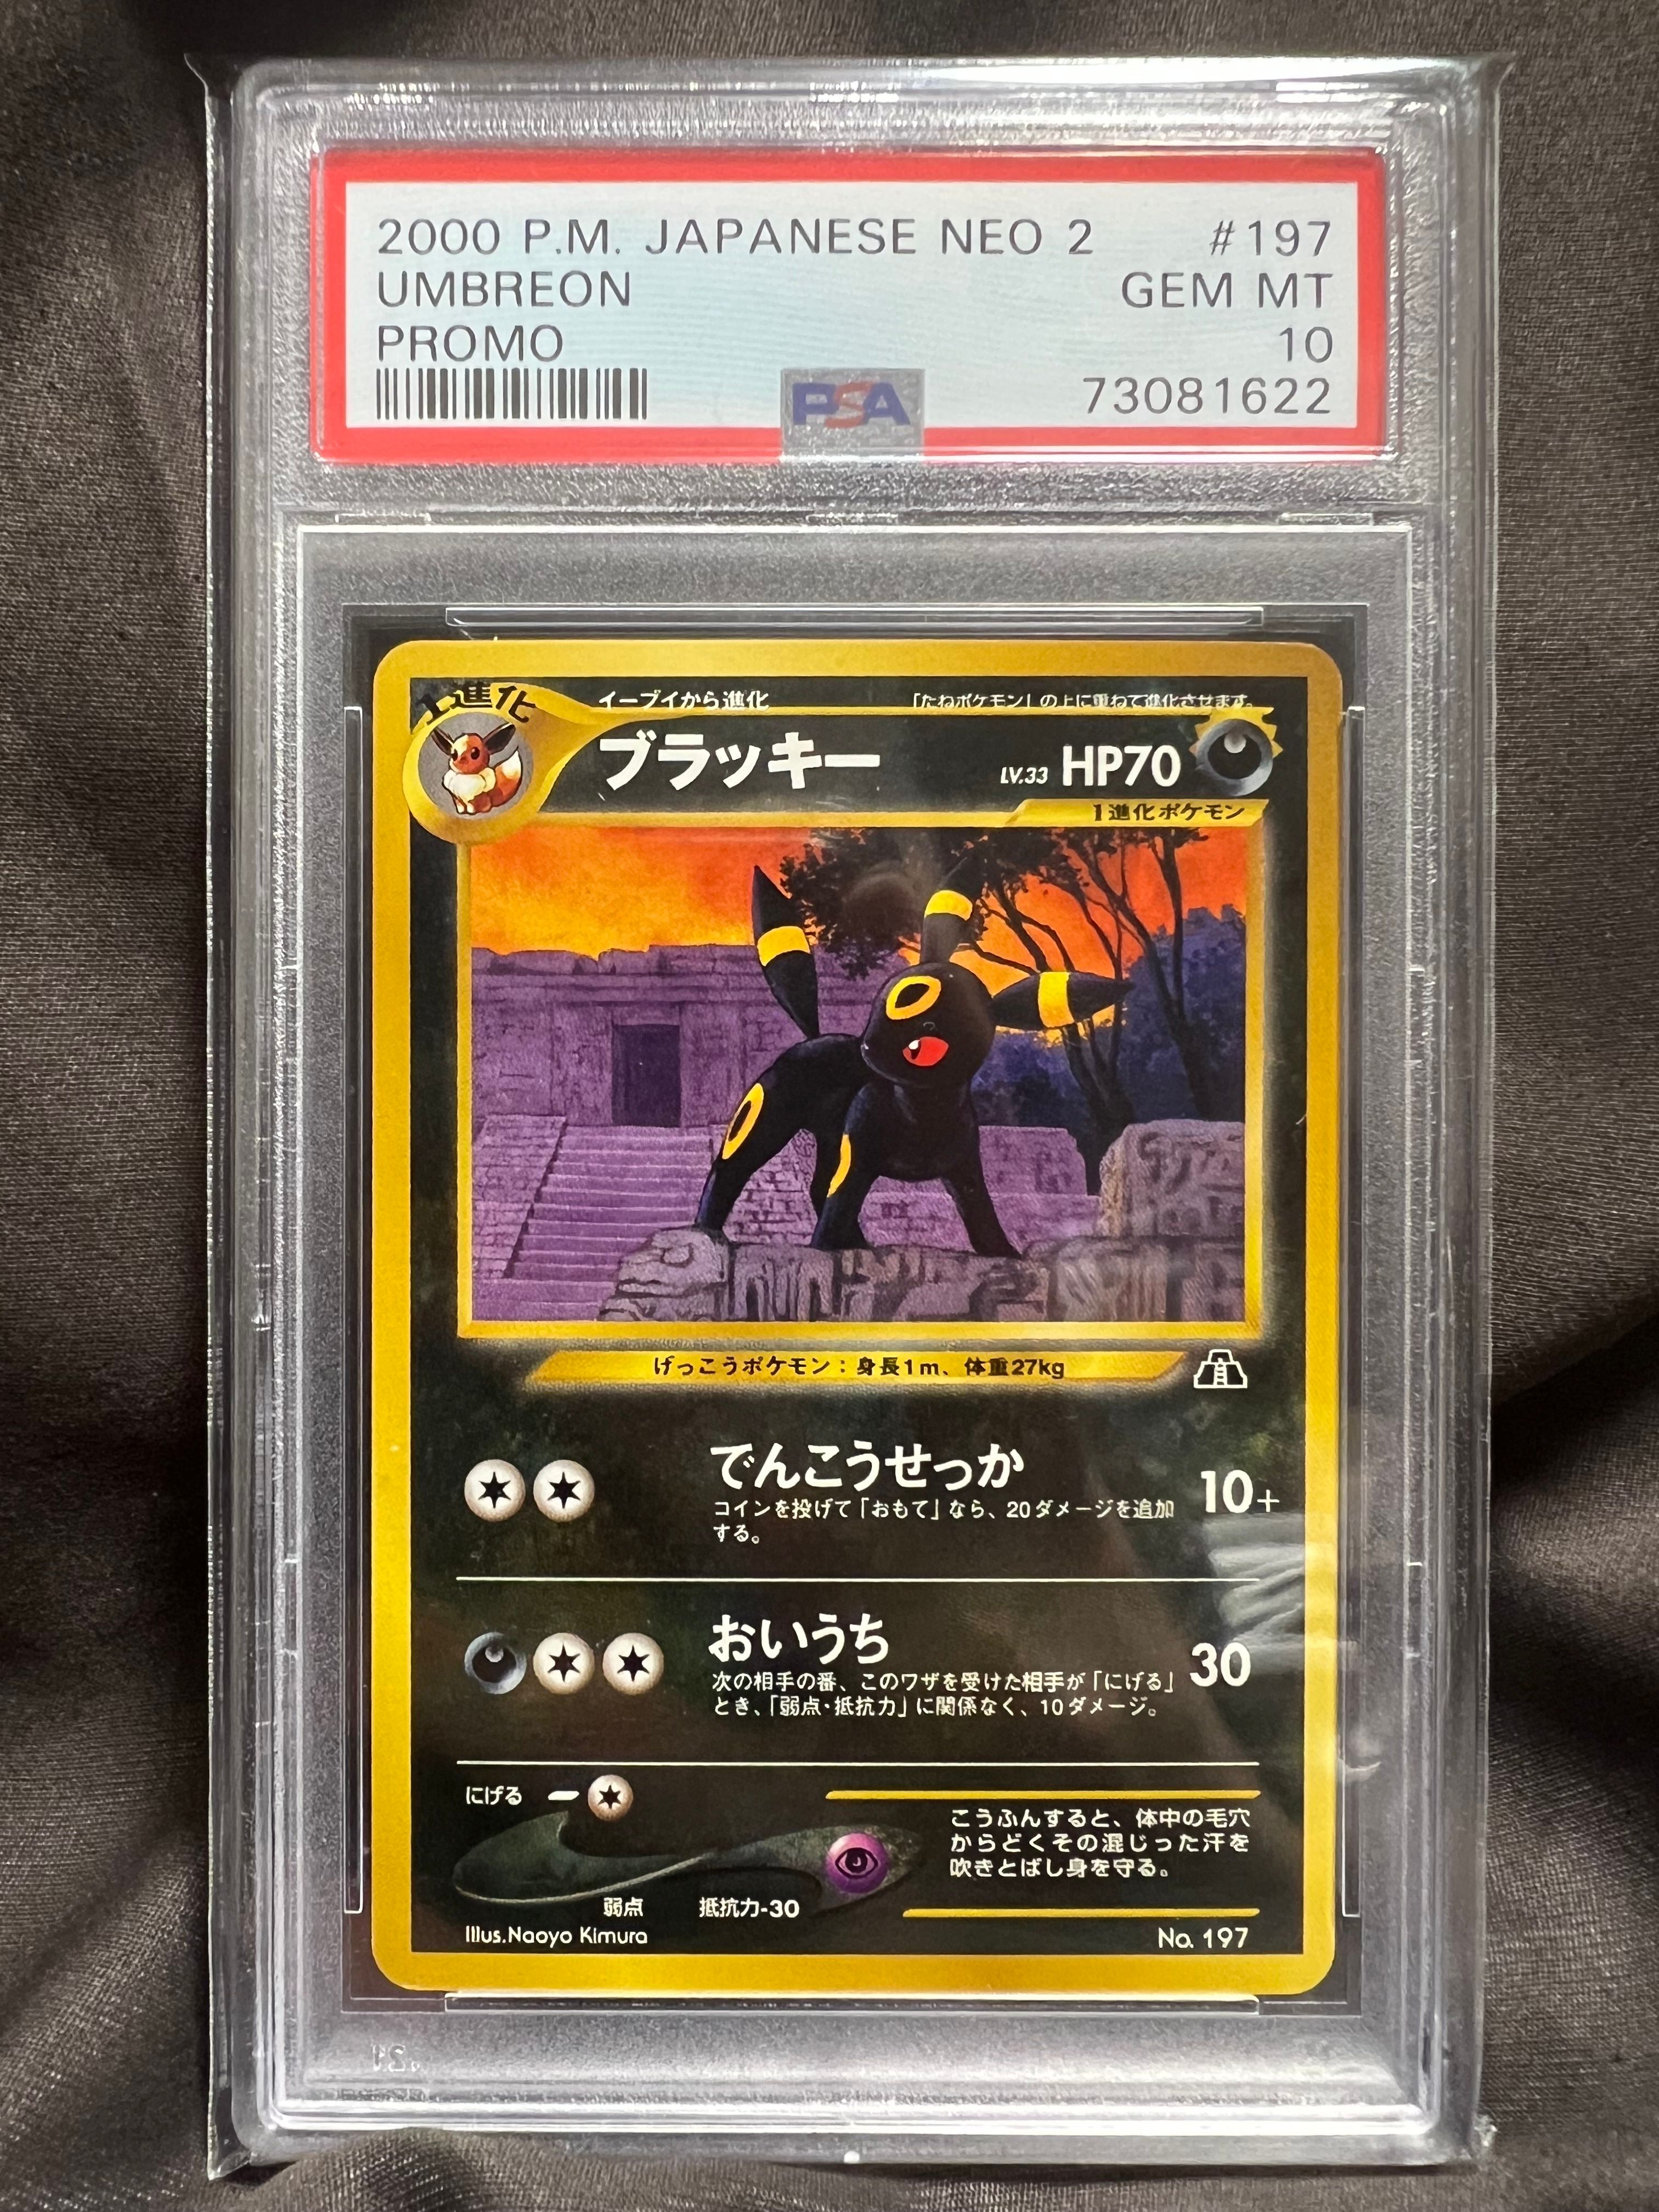 2000 P.M. JAPANESE NEO 2 #197
UMBREON GEM MT
PROMO 10
PSA 73081622
1進化
イーブイから進化 「たねポケモン」の上に重ねて進化させます。
ブラッキー LV.33 HP70
1進化ポケモン
げっこうポケモン：身長1m、体重27kg
でんこうせっか 10+
コインを投げて「おもて」なら、20ダメージを追加
する。
おいうち 30
次の相手の番、このワザを受けた相手が「にげる」
とき、「弱点・抵抗力」に関係なく、10ダメージ。
にげる
こうふんすると、体中の毛穴
からどくその混じった汗を
吹きとばし身を守る。
弱点 抵抗力-30
Illus.Naoyo Kimura No. 197